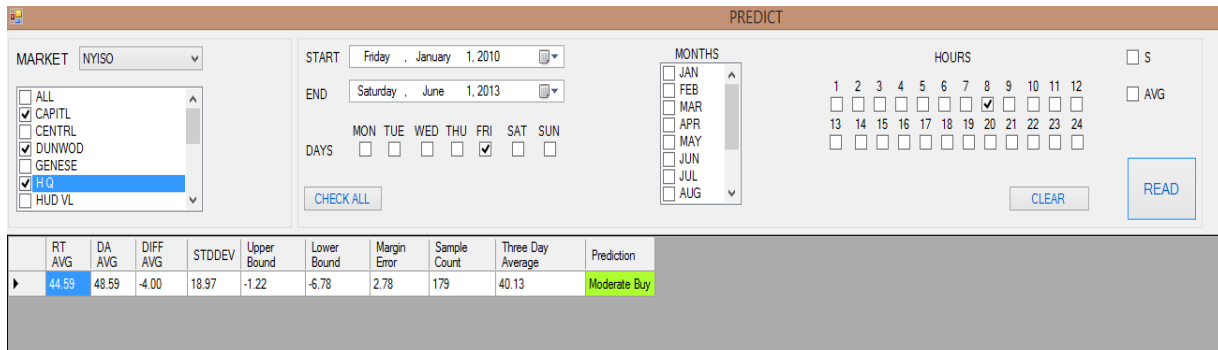 PREDICT
MARKET NYISO
ALL
CAPITL
CENTRL
DUNWOD
GENESE
H Q
HUD VL
START Friday , January 1, 2010
END Saturday , June 1, 2013
MON TUE WED THU FRI SAT SUN
DAYS
CHECK ALL
MONTHS
JAN
FEB
MAR
APR
MAY
JUN
JUL
AUG
HOURS
1 2 3 4 5 6 7 8 9 10 11 12
13 14 15 16 17 18 19 20 21 22 23 24
CLEAR
S
AVG
READ
RT AVG DA AVG DIFF AVG STDDEV Upper Bound Lower Bound Margin Error Sample Count Three Day Average Prediction
44.59 48.59 -4.00 18.97 -1.22 -6.78 2.78 179 40.13 Moderate Buy